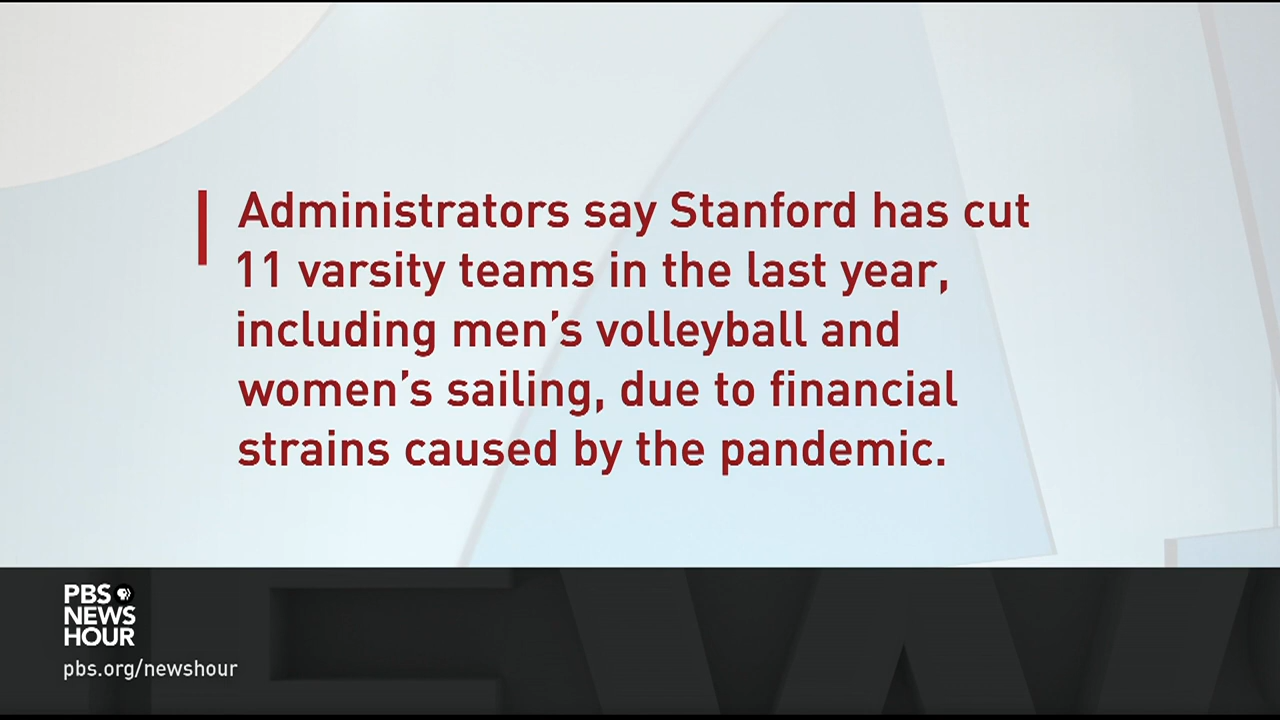 Administrators say Stanford has cut
11 varsity teams in the last year,
including men’s volleyball and
women’s sailing, due to financial
strains caused by the pandemic.
PBS
NEWS
HOUR
pbs.org/newshour